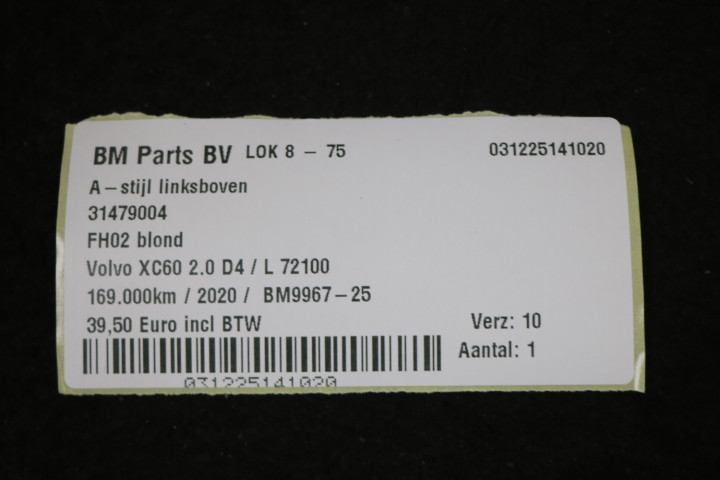 BM Parts BV LOK 8 - 75 031225141020
A-stijl linksboven
31479004
FH02 blond
Volvo XC60 2.0 D4 / L 72100
169.000km / 2020 / BM9967-25
39,50 Euro incl BTW Verz: 10
Aantal: 1
031225141020